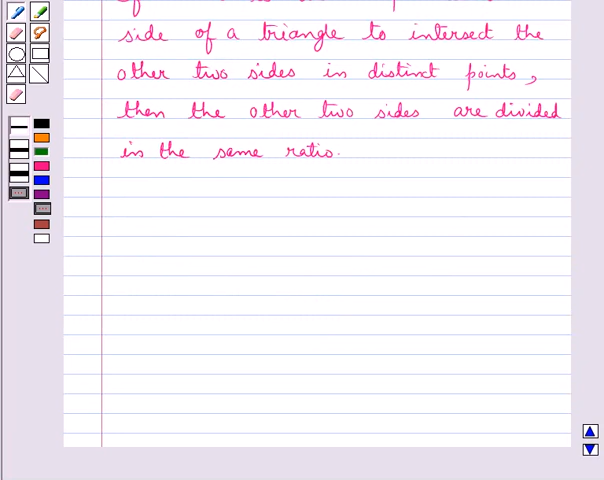 side of a triangle to intersect the
other two sides in distinct points,
then the other two sides are divided
in the same ratio.